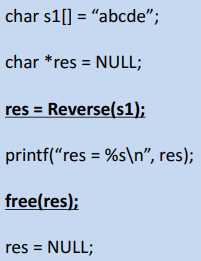 char s1[] = “abcde”;
char *res = NULL;
res = Reverse(s1);
printf(“res = %s\n”, res);
free(res);
res = NULL;